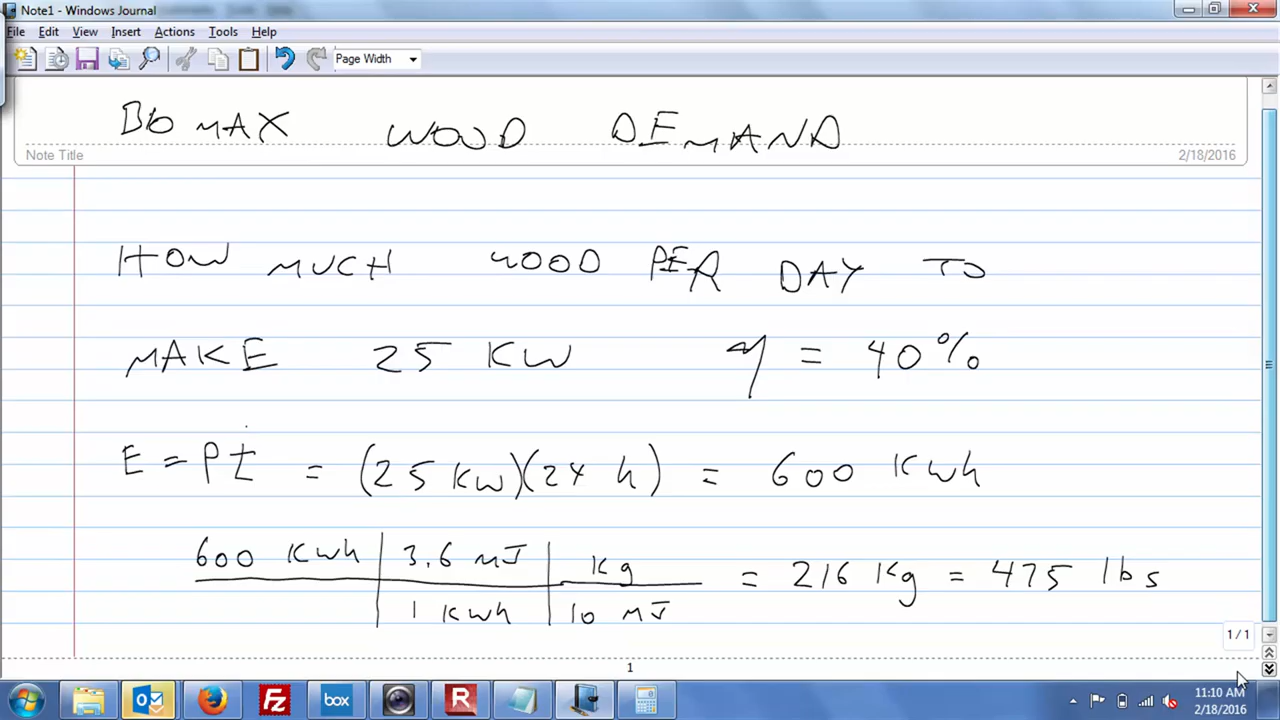 Note1 - Windows Journal
File Edit View Insert Actions Tools Help
Page Width
BIOMAX WOOD DEMAND
Note Title 2/18/2016
HOW MUCH WOOD PER DAY TO
MAKE 25 KW η = 40%
E = Pt = (25 KW)(24 h) = 600 KWh
600 KWh | 3.6 MJ | Kg = 216 Kg = 475 lbs
1 KWh | 10 MJ
1/1
1
FZ box R
11:10 AM
2/18/2016